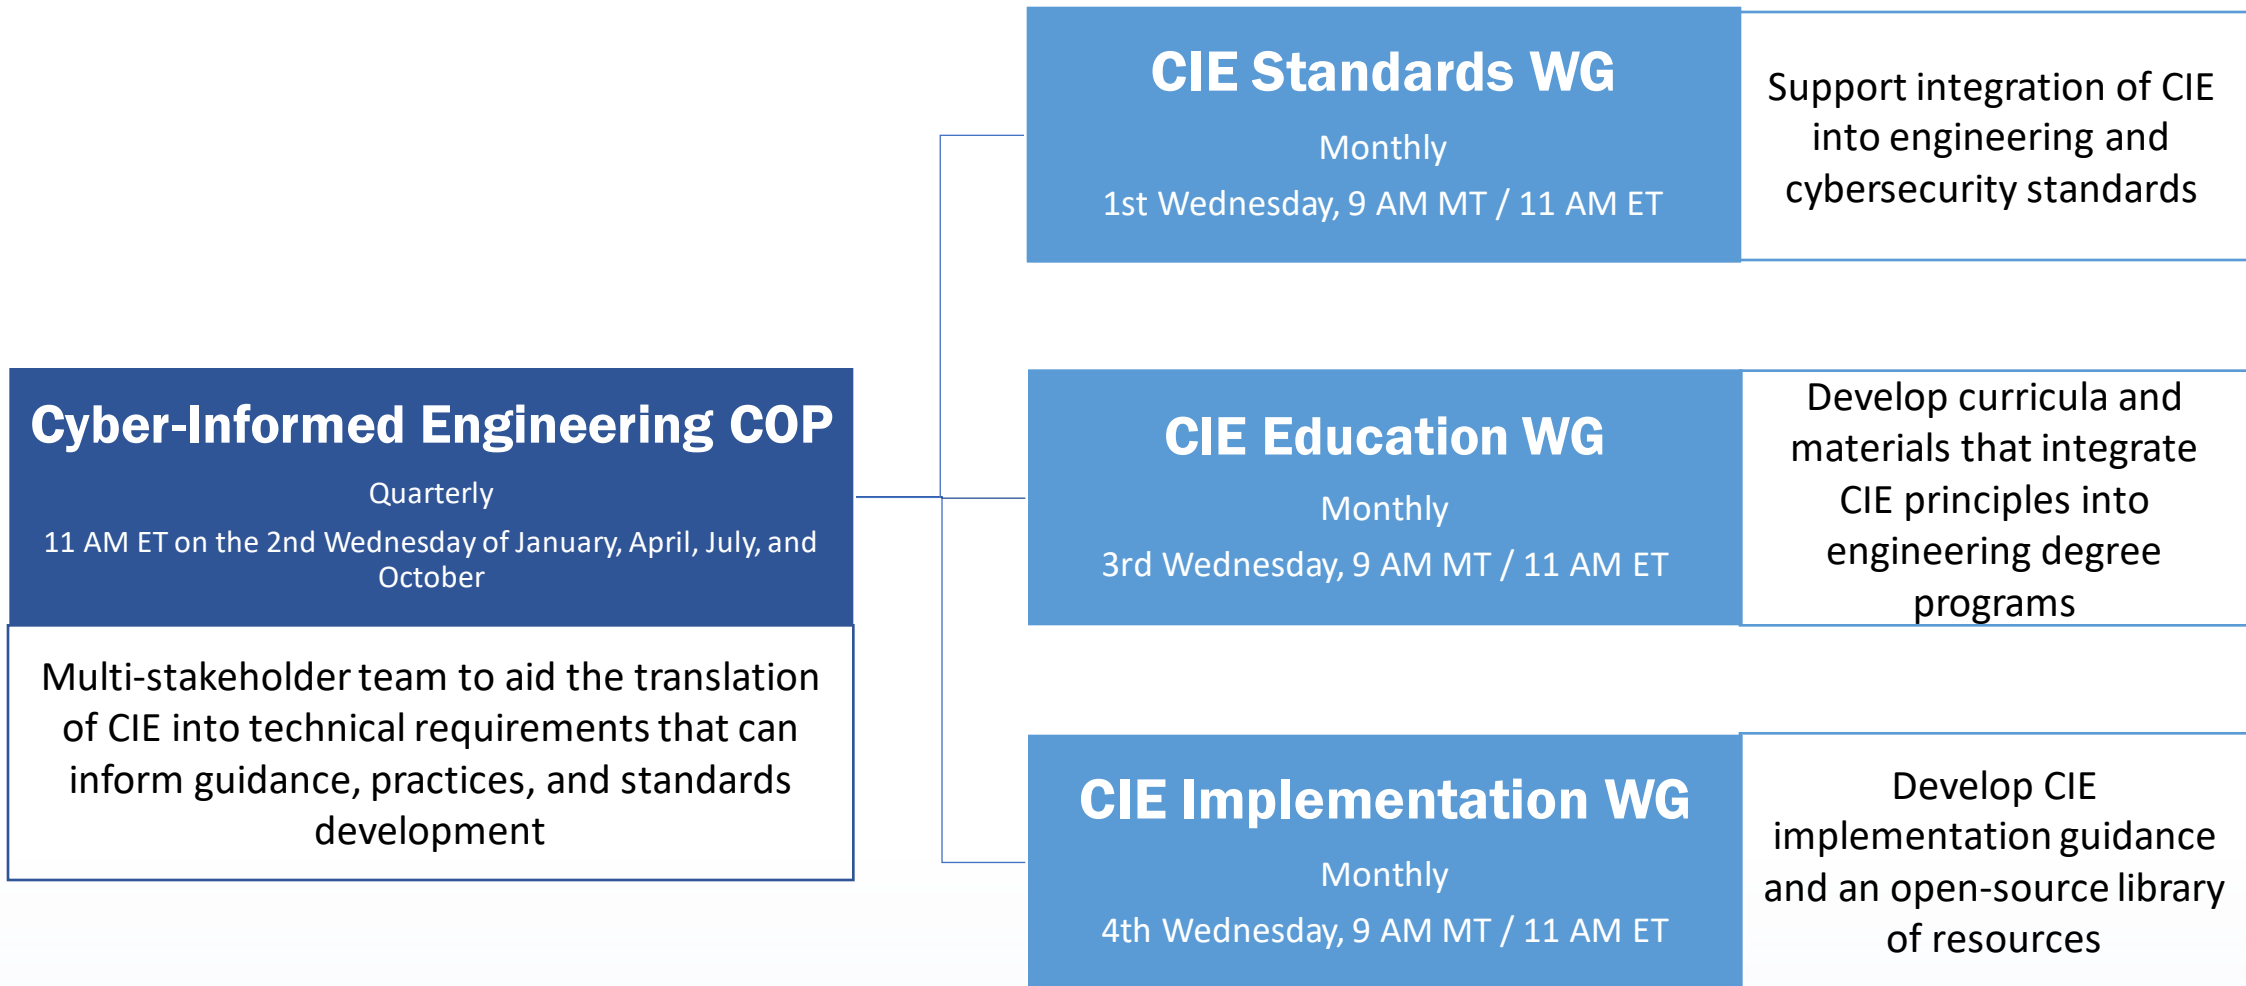 Cyber-Informed Engineering COP
Quarterly
11 AM ET on the 2nd Wednesday of January, April, July, and
October
Multi-stakeholder team to aid the translation
of CIE into technical requirements that can
inform guidance, practices, and standards
development
CIE Standards WG
Monthly
1st Wednesday, 9 AM MT / 11 AM ET
Support integration of CIE
into engineering and
cybersecurity standards
CIE Education WG
Monthly
3rd Wednesday, 9 AM MT / 11 AM ET
Develop curricula and
materials that integrate
CIE principles into
engineering degree
programs
CIE Implementation WG
Monthly
4th Wednesday, 9 AM MT / 11 AM ET
Develop CIE
implementation guidance
and an open-source library
of resources